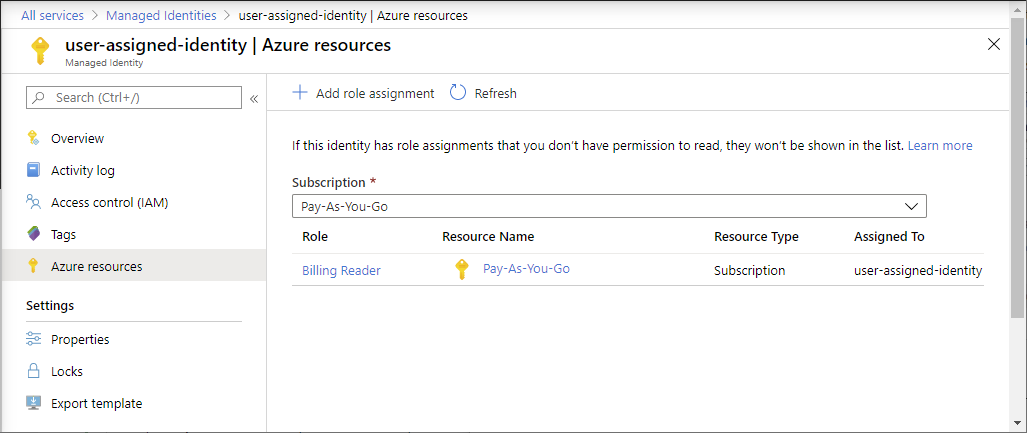 All services > Managed Identities > user-assigned-identity | Azure resources
user-assigned-identity | Azure resources
Managed Identity
Search (Ctrl+/)
«
Overview
Activity log
Access control (IAM)
Tags
Azure resources
Settings
Properties
Locks
Export template
Add role assignment Refresh
If this identity has role assignments that you don't have permission to read, they won't be shown in the list. Learn more
Subscription *
Pay-As-You-Go
Role Resource Name Resource Type Assigned To
Billing Reader Pay-As-You-Go Subscription user-assigned-identity